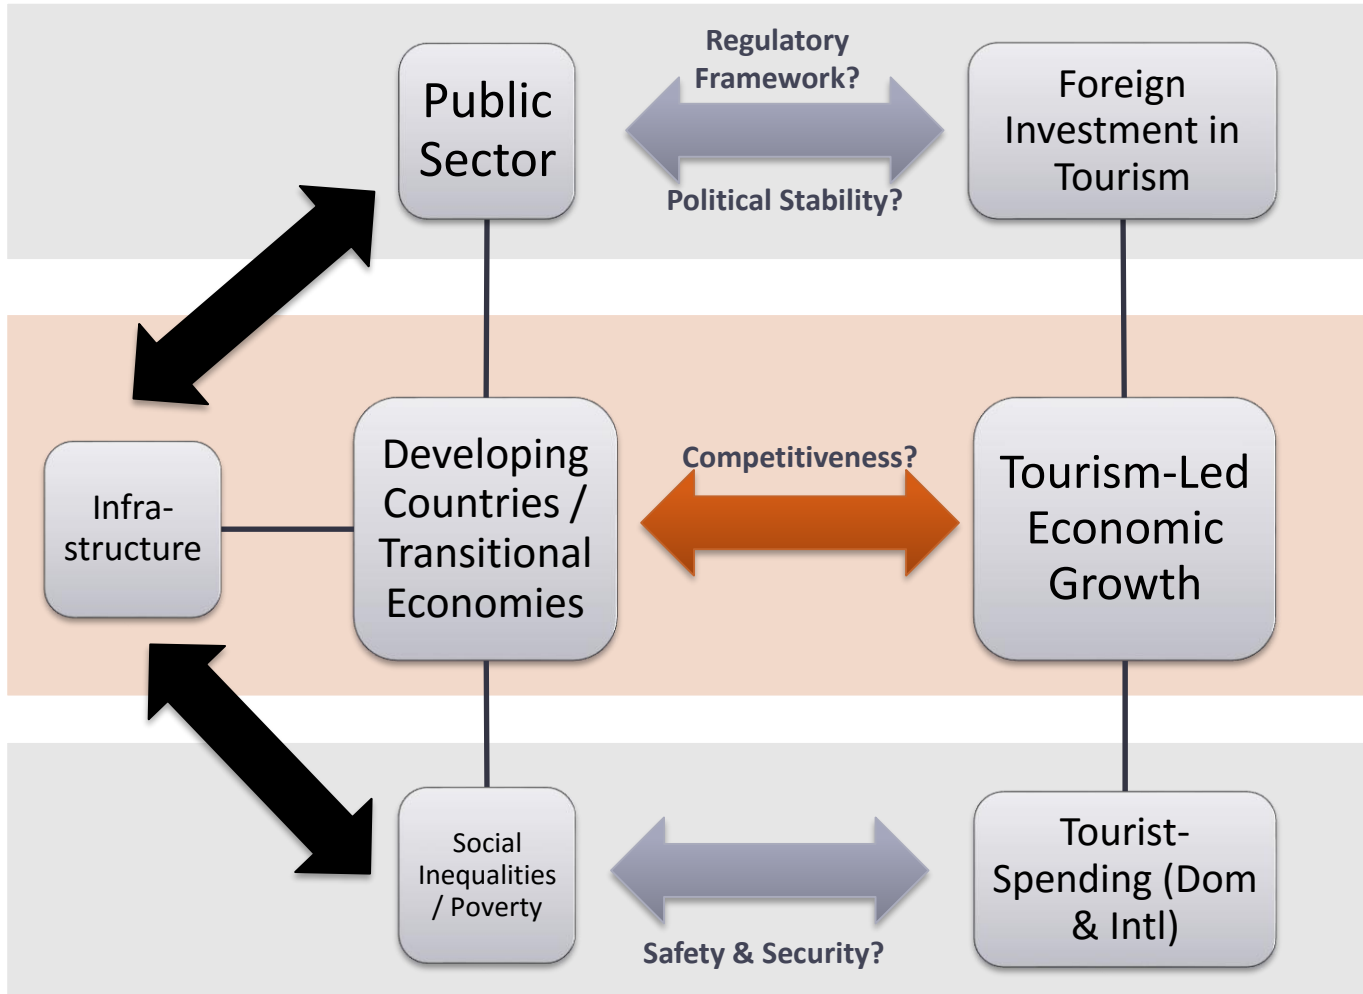 Public
Sector
Regulatory
Framework?
Political Stability?
Foreign
Investment in
Tourism
Infra-
structure
Developing
Countries /
Transitional
Economies
Competitiveness?
Tourism-Led
Economic
Growth
Social
Inequalities
/ Poverty
Safety & Security?
Tourist-
Spending (Dom
& Intl)